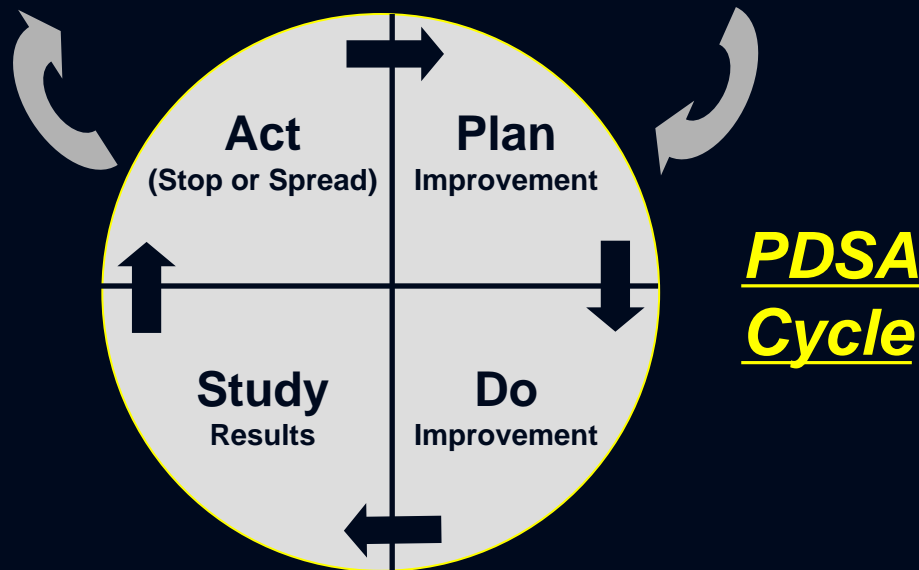 Act
(Stop or Spread)
Plan
Improvement
PDSA
Cycle
Study
Results
Do
Improvement